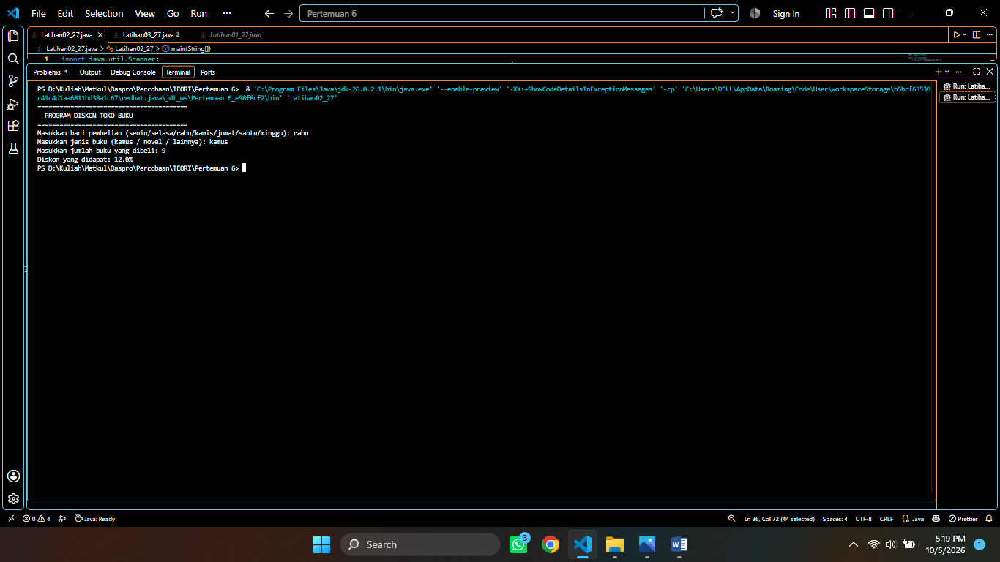 File Edit Selection View Go Run ··· Pertemuan 6 Sign In
Latihan02_27.java Latihan03_27.java 2 Latihan01_27.java
Latihan02_27.java > Latihan02_27 > main(String[])
1 import java.util.Scanner;
Problems 4 Output Debug Console Terminal Ports
PS D:\Kuliah\Matkul\Daspro\Percobaan\TEORI\Pertemuan 6> & 'C:\Program Files\Java\jdk-26.0.2.1\bin\java.exe' '--enable-preview' '-XX:+ShowCodeDetailsInExceptionMessages' '-cp' 'C:\Users\DELL\AppData\Roaming\Code\User\workspaceStorage\b5bcf63530
c49c4d1aa6811bd38a1c67\redhat.java\jdt_ws\Pertemuan 6_e98f8cf2\bin' 'Latihan02_27'
=========================================
PROGRAM DISKON TOKO BUKU
=========================================
Masukkan hari pembelian (senin/selasa/rabu/kamis/jumat/sabtu/minggu): rabu
Masukkan jenis buku (kamus / novel / lainnya): kamus
Masukkan jumlah buku yang dibeli: 9
Diskon yang didapat: 12.0%
PS D:\Kuliah\Matkul\Daspro\Percobaan\TEORI\Pertemuan 6>
Run: Latiha...
Run: Latiha...
0 4 Java: Ready Ln 36, Col 72 (44 selected) Spaces: 4 UTF-8 CRLF Java Prettier
Search 3 5:19 PM 1
10/5/2026